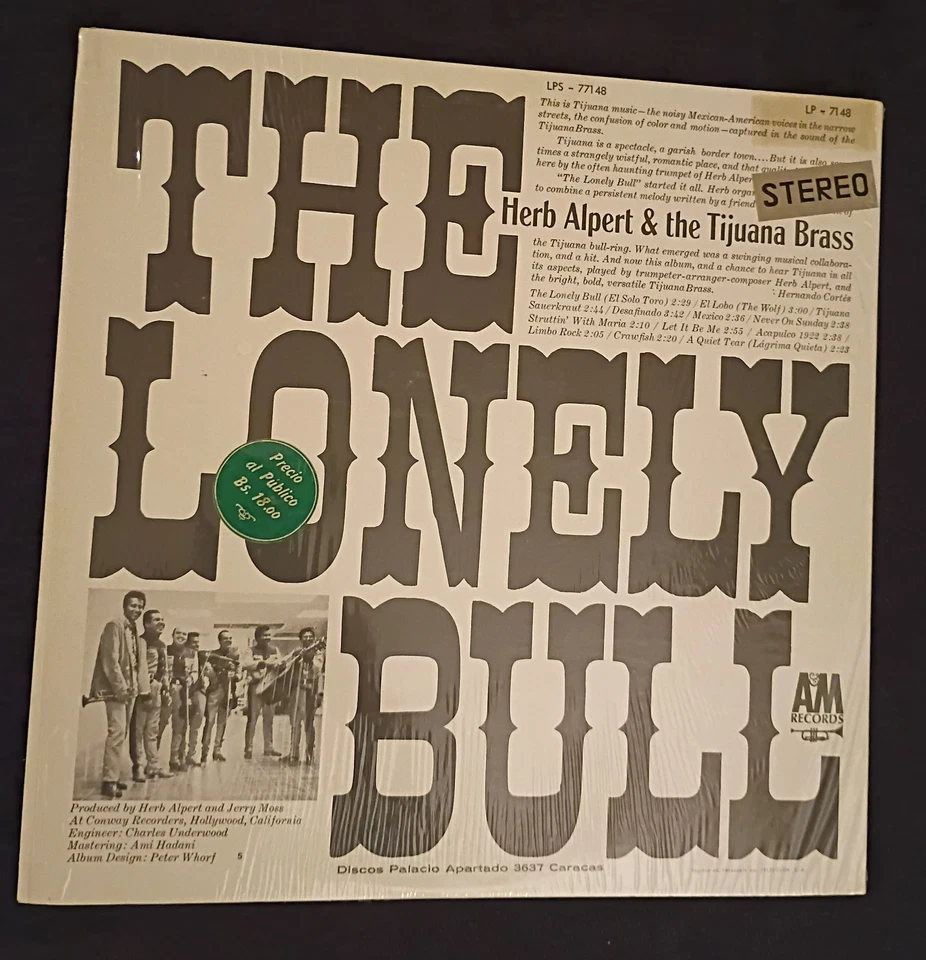 LPS - 77148
LP - 7148
This is Tijuana music—the noisy Mexican-American voices in the narrow
streets, the confusion of color and motion—captured in the sound of the
TijuanaBrass.
Tijuana is a spectacle, a garish border town....But it is also
times a strangely wistful, romantic place, and that
here by the often haunting trumpet of Herb
"The Lonely Bull" started it all. Herb
to combine a persistent melody written by a friend
STEREO
Herb Alpert & the Tijuana Brass
the Tijuana bull-ring. What emerged was a swinging musical collabora-
tion, and a hit. And now this album, and a chance to hear Tijuana in all
its aspects, played by trumpeter-arranger-composer Herb Alpert, and
the bright, bold, versatile TijuanaBrass.
- Hernando Cortés
The Lonely Bull (El Solo Toro) 2:29 / El Lobo (The Wolf) 3:00 / Tijuana
Sauerkraut 2:44 / Desafinado 3:42 / Mexico 2:36 / Never On Sunday 2:38
Struttin' With Maria 2:10 / Let It Be Me 2:55 / Acapulco 1922 2:38 /
Limbo Rock 2:05 / Crawfish 2:20 / A Quiet Tear (Lágrima Quieta) 2:23
THE
LONELY
BULL
Precio
al Público
Bs. 18.00
A&M
RECORDS
Produced by Herb Alpert and Jerry Moss
At Conway Recorders, Hollywood, California
Engineer: Charles Underwood
Mastering: Ami Hadani
Album Design: Peter Whorf
5
Discos Palacio Apartado 3637 Caracas